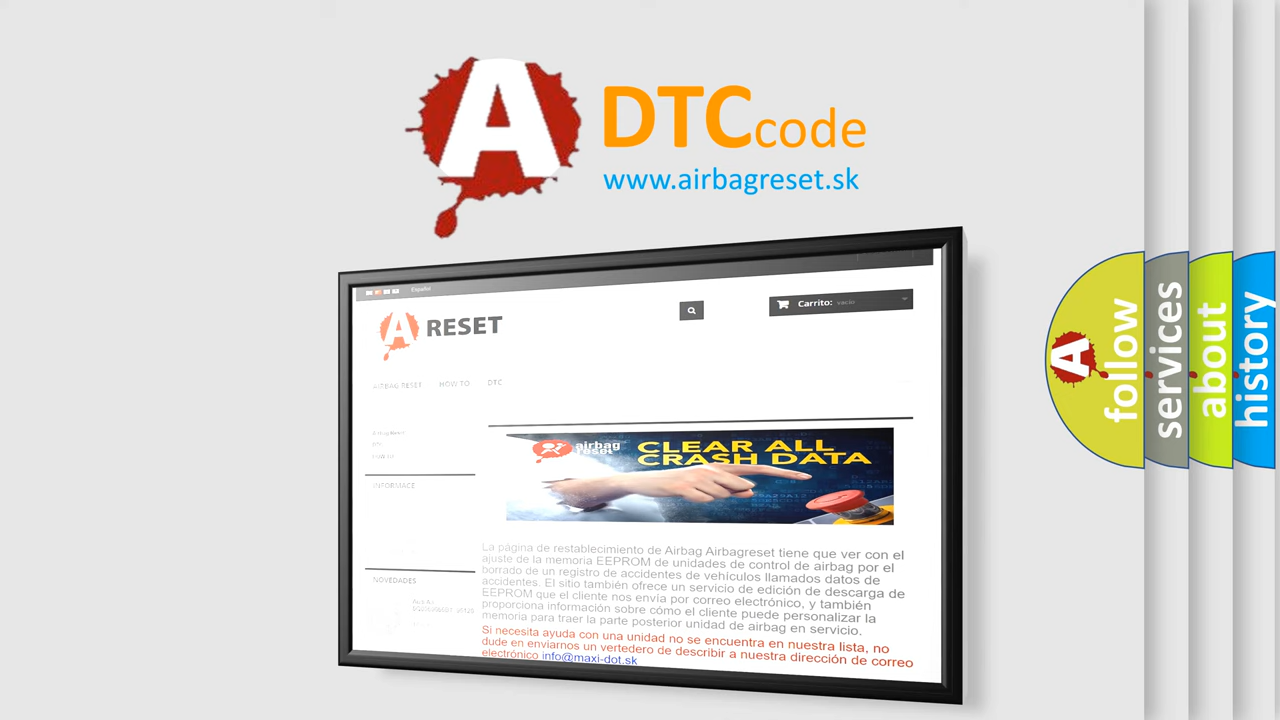 A
DTC code
www.airbagreset.sk
Español
A RESET
Carrito: vacío
AIRBAG RESET HOW TO DTC
Airbag Reset
INFORMACE
airbag
reset
CLEAR ALL
CRASH DATA
NOVEDADES
La página de restablecimiento de Airbag Airbagreset tiene que ver con el
ajuste de la memoria EEPROM de unidades de control de airbag por el
borrado de un registro de accidentes de vehículos llamados datos de
accidentes. El sitio también ofrece un servicio de edición de descarga de
EEPROM que el cliente nos envía por correo electrónico, y también
proporciona información sobre cómo el cliente puede personalizar la
memoria para traer la parte posterior unidad de airbag en servicio.
Si necesita ayuda con una unidad no se encuentra en nuestra lista, no
dude en enviarnos un vertedero de describir a nuestra dirección de correo
electrónico info@maxi-dot.sk
A
follow
services
about
history